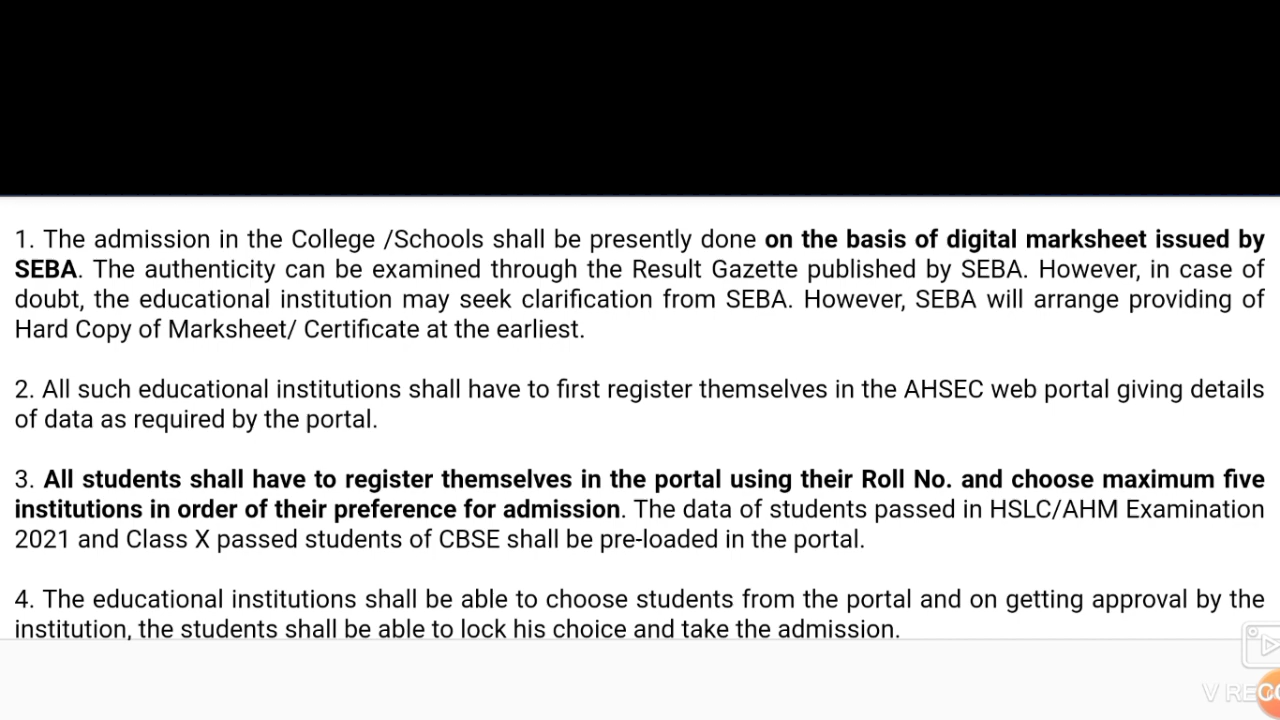 1. The admission in the College /Schools shall be presently done on the basis of digital marksheet issued by
SEBA. The authenticity can be examined through the Result Gazette published by SEBA. However, in case of
doubt, the educational institution may seek clarification from SEBA. However, SEBA will arrange providing of
Hard Copy of Marksheet/ Certificate at the earliest.
2. All such educational institutions shall have to first register themselves in the AHSEC web portal giving details
of data as required by the portal.
3. All students shall have to register themselves in the portal using their Roll No. and choose maximum five
institutions in order of their preference for admission. The data of students passed in HSLC/AHM Examination
2021 and Class X passed students of CBSE shall be pre-loaded in the portal.
4. The educational institutions shall be able to choose students from the portal and on getting approval by the
institution, the students shall be able to lock his choice and take the admission.